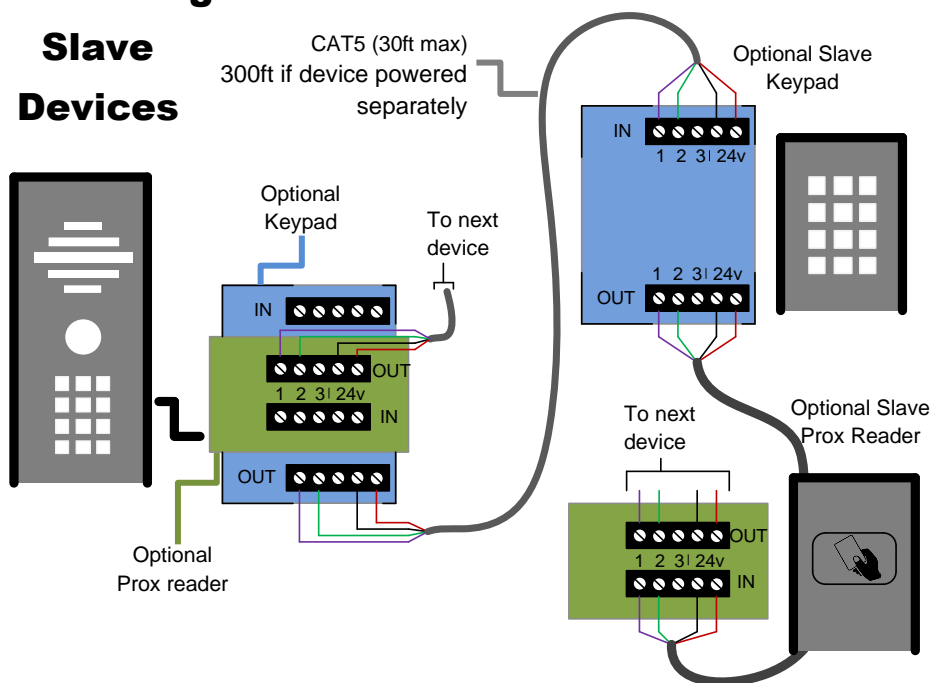 Slave
Devices
CAT5 (30ft max)
300ft if device powered
separately
Optional Slave
Keypad
IN
1 2 3 24v
1 2 3 24v
OUT
Optional
Keypad
To next
device
IN
OUT
1 2 3 24v
IN
OUT
Optional
Prox reader
To next
device
Optional Slave
Prox Reader
OUT
1 2 3 24v
IN